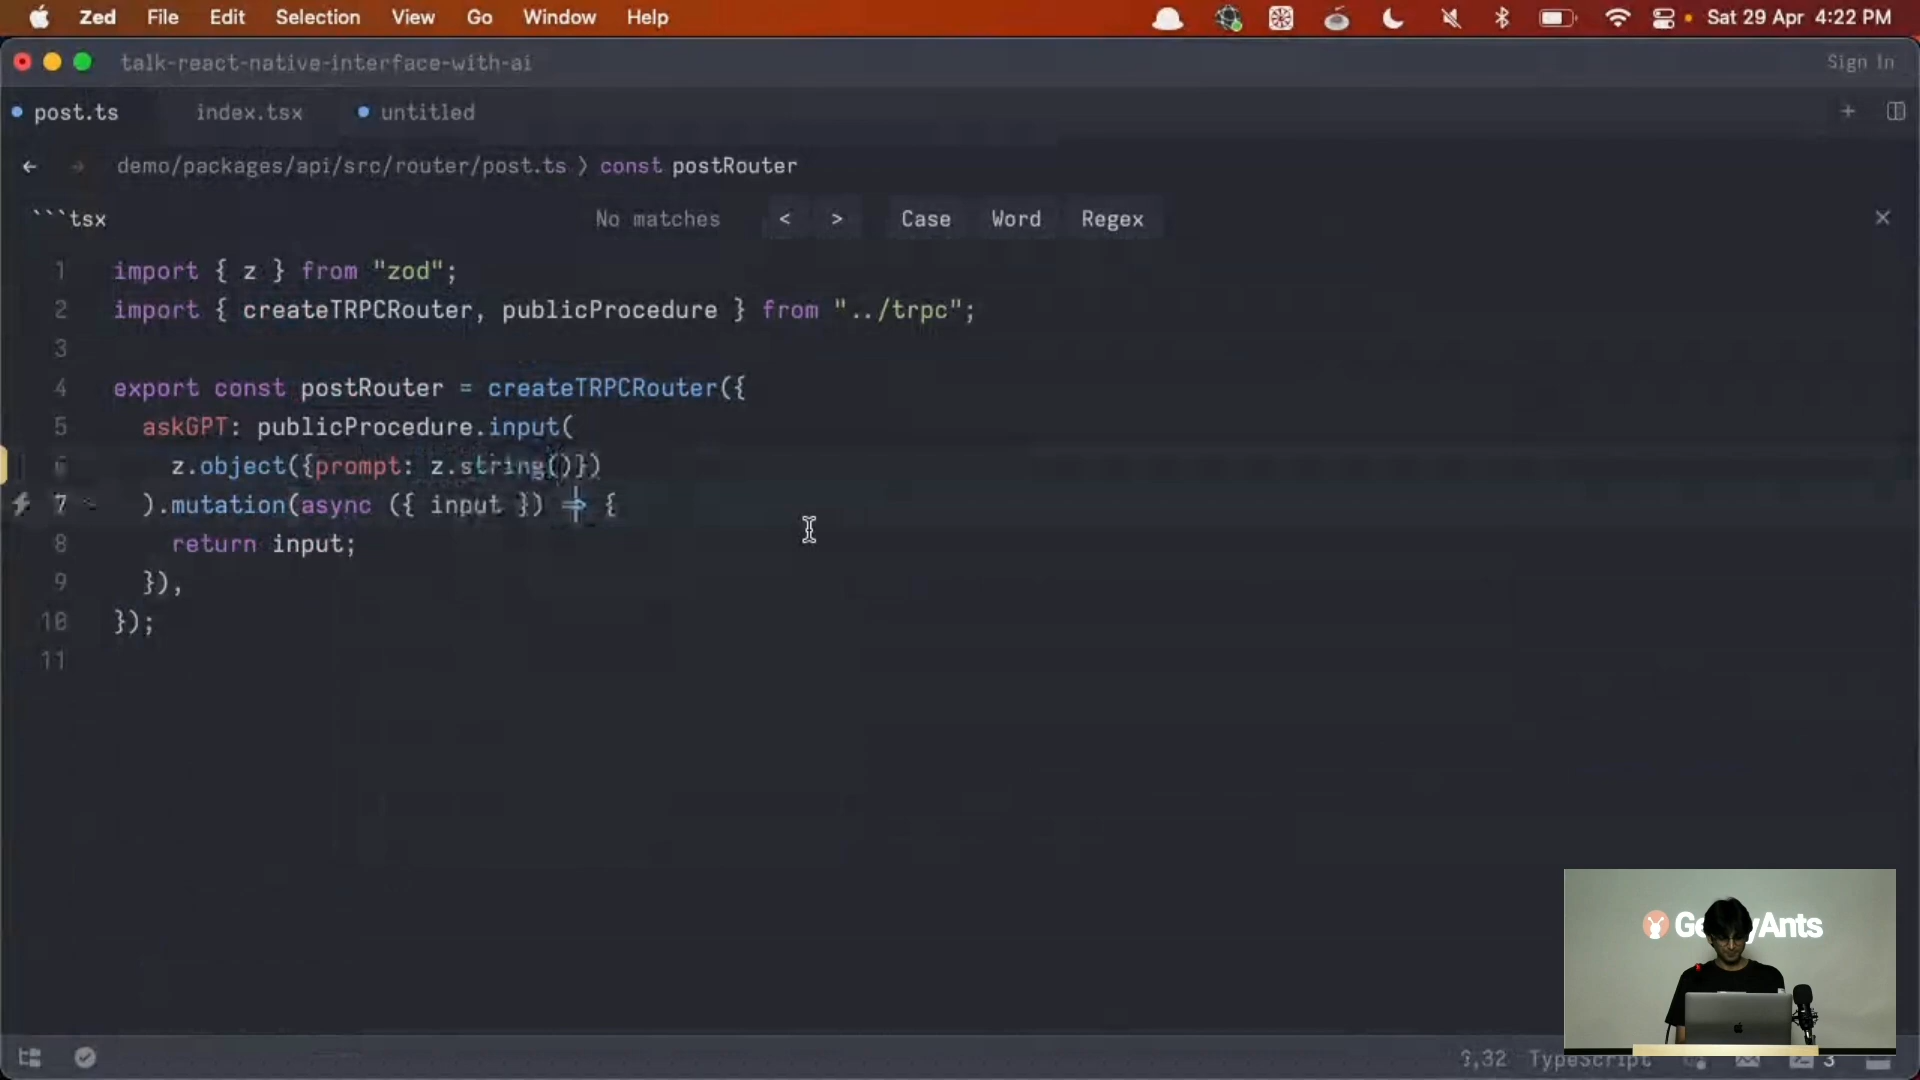 Zed File Edit Selection View Go Window Help Sat 29 Apr 4:22 PM
talk-react-native-interface-with-ai Sign In
post.ts index.tsx untitled
demo/packages/api/src/router/post.ts › const postRouter
```tsx No matches < > Case Word Regex
1 import { z } from "zod";
2 import { createTRPCRouter, publicProcedure } from "../trpc";
3
4 export const postRouter = createTRPCRouter({
5 askGPT: publicProcedure.input(
6 z.object({prompt: z.string()})
7 ).mutation(async ({ input }) => {
8 return input;
9 }),
10 });
11
TypeScript 3